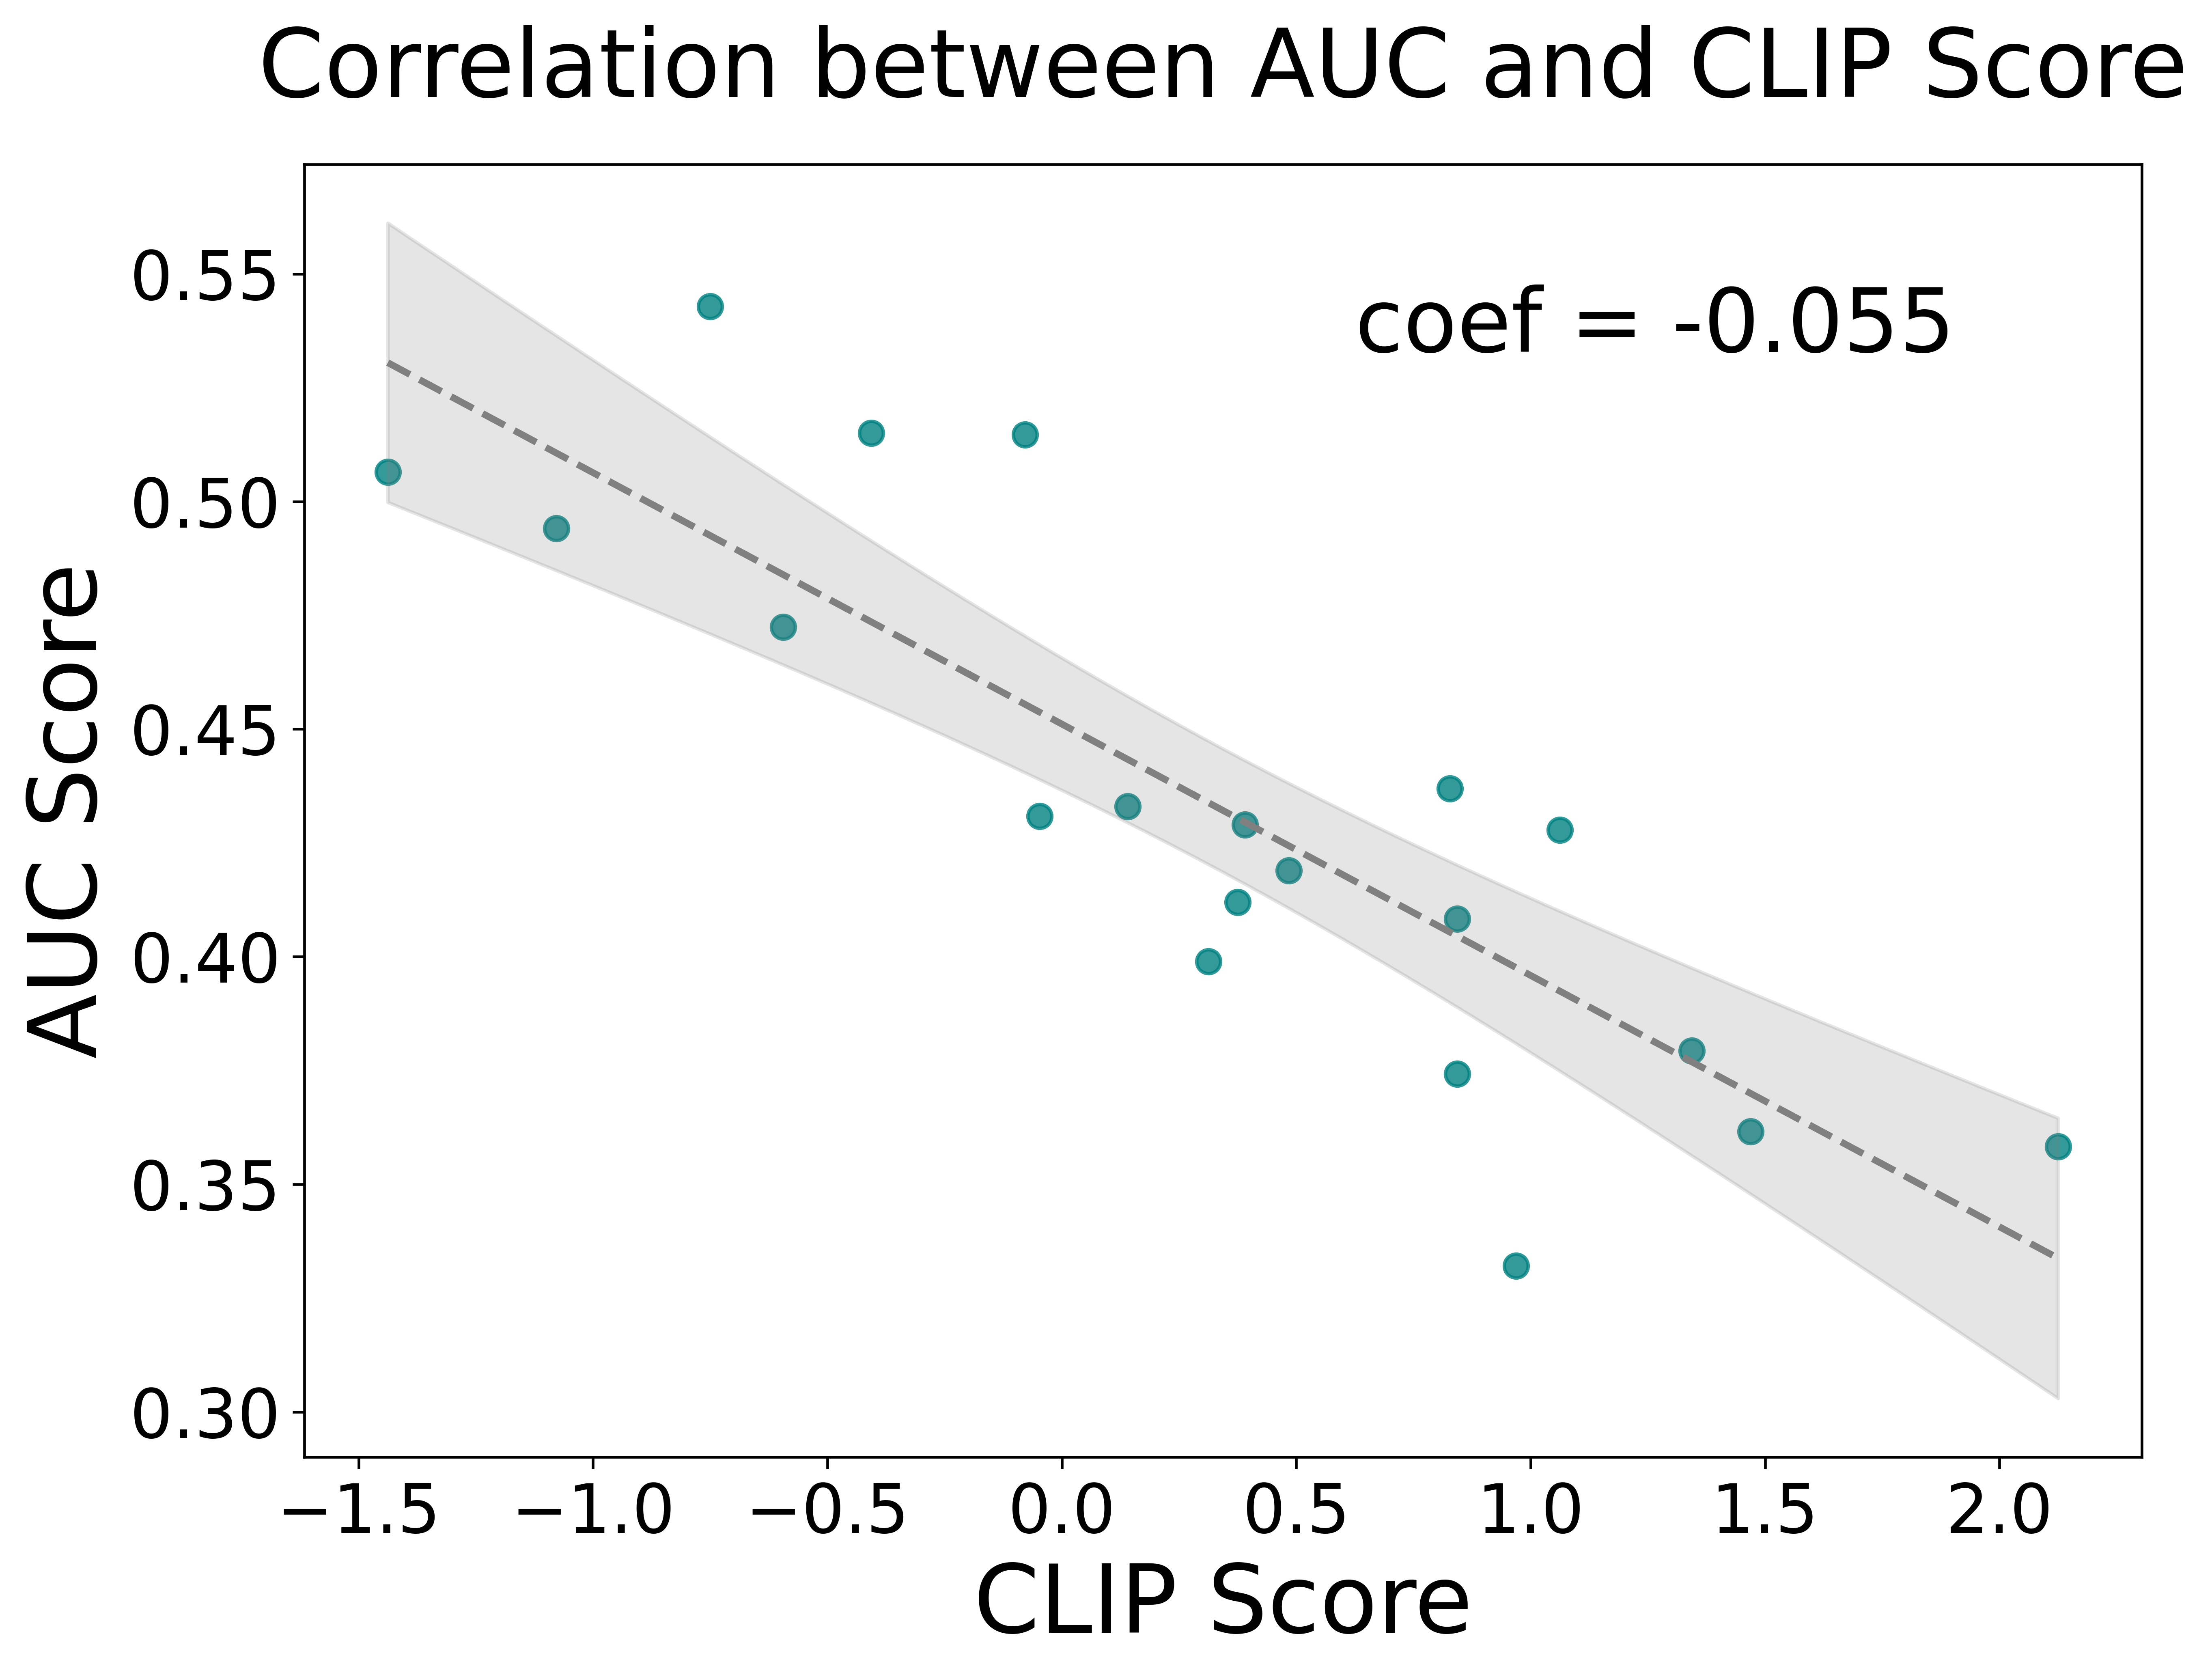 Correlation between AUC and CLIP Score
coef = -0.055
AUC Score
0.55
0.50
0.45
0.40
0.35
0.30
−1.5 −1.0 −0.5 0.0 0.5 1.0 1.5 2.0
CLIP Score